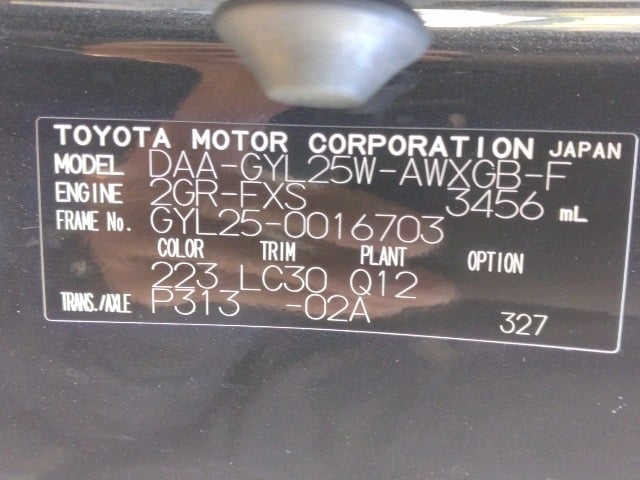 TOYOTA MOTOR CORPORATION JAPAN
MODEL DAA-GYL25W-AWXGB-F
ENGINE 2GR-FXS 3456 mL
FRAME No. GYL25-0016703
COLOR TRIM PLANT OPTION
223 LC30 Q12
TRANS./AXLE P313 -02A
327